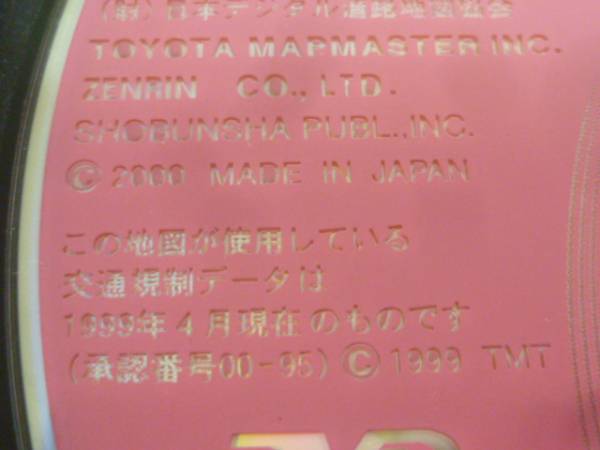 (財)日本デジタル道路地図協会
TOYOTA MAPMASTER INC.
ZENRIN CO., LTD.
SHOBUNSHA PUBL.,INC.
©2000 MADE IN JAPAN
この地図が使用している
交通規制データは
1999年4月現在のものです
(承認番号00-95)©1999 TMT